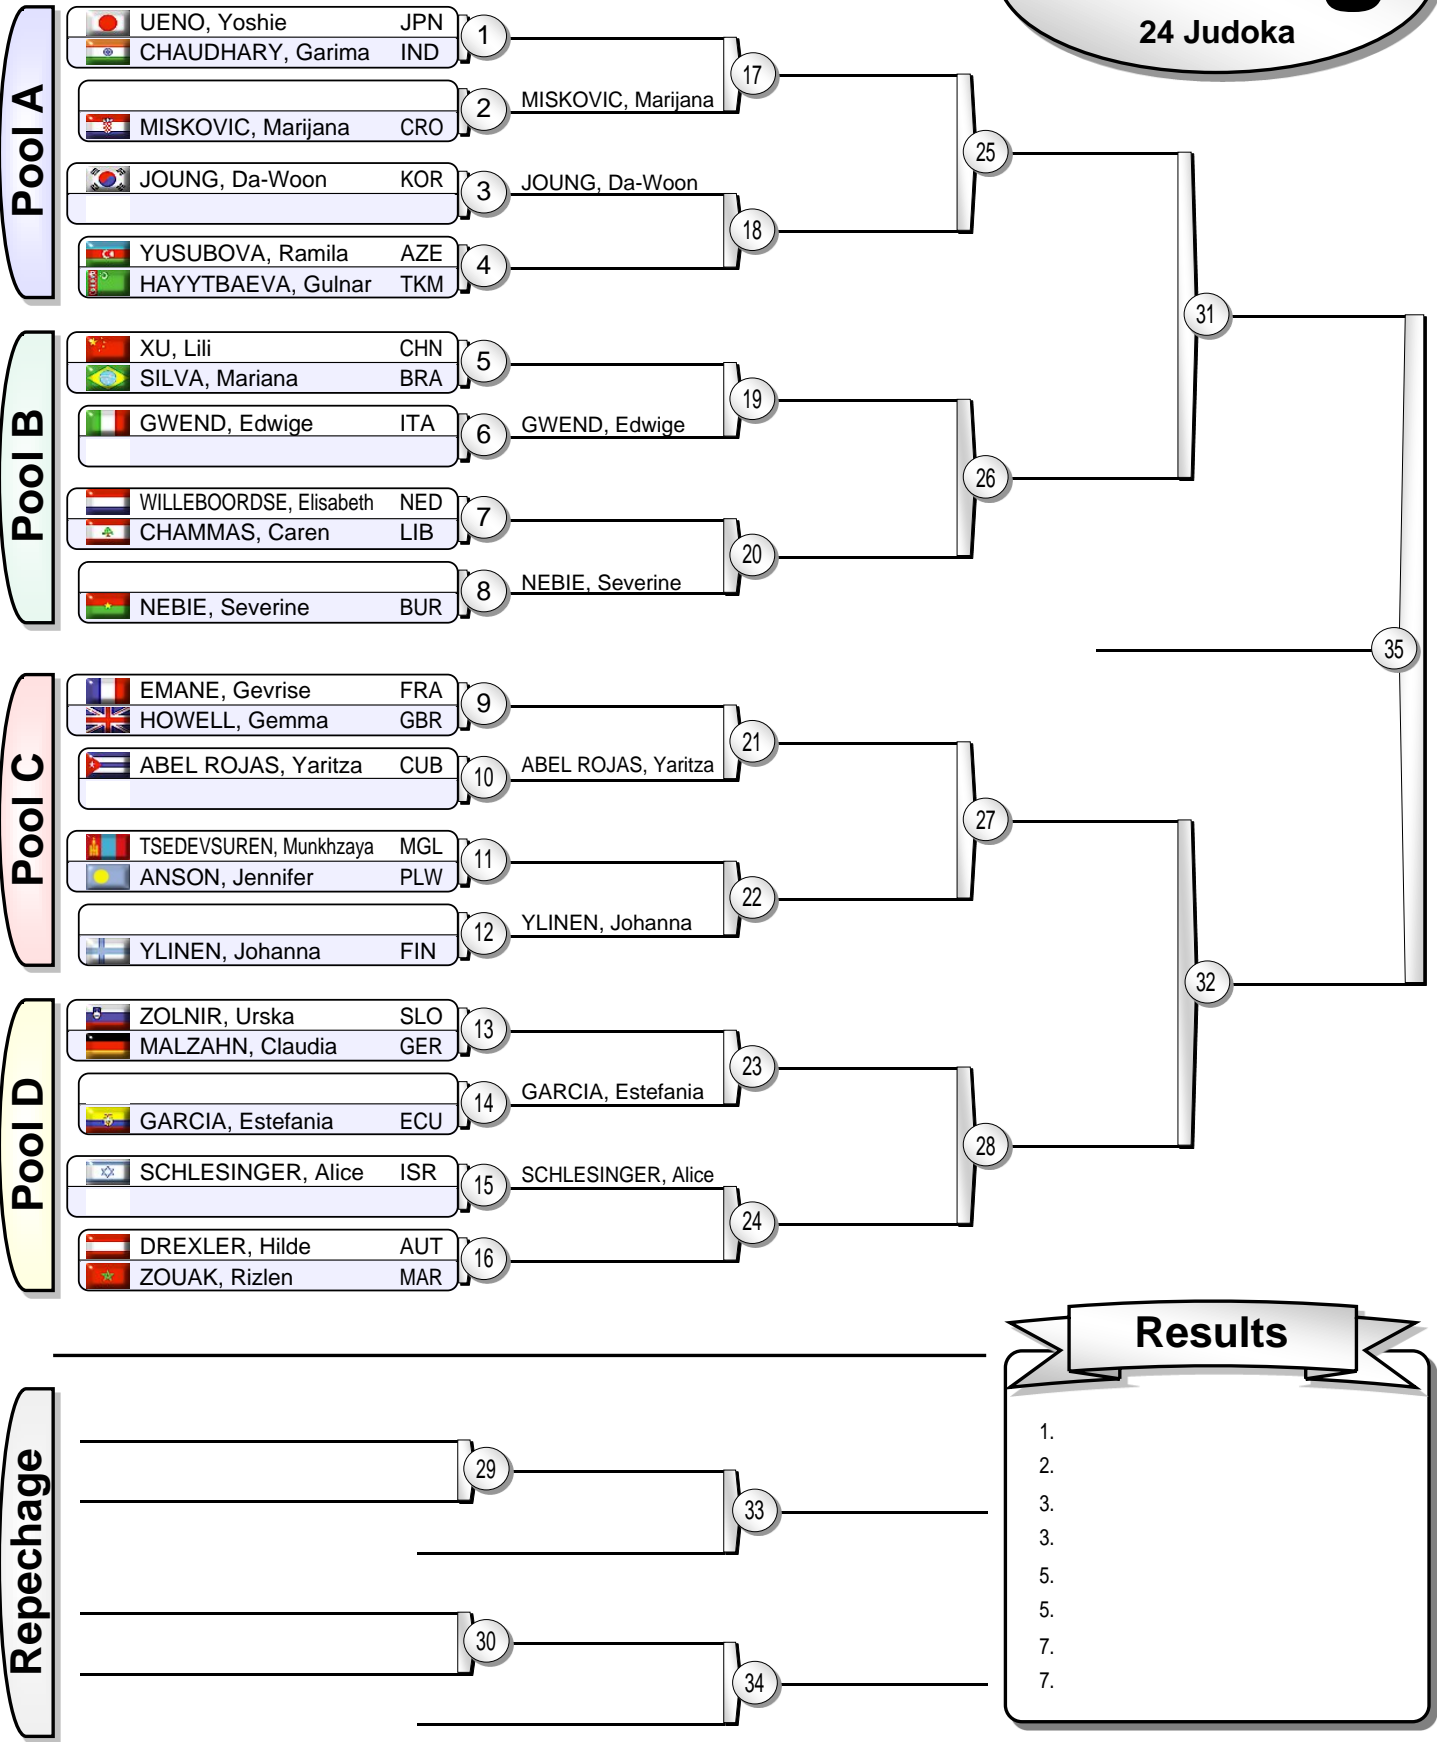 24 Judoka
Pool A
UENO, Yoshie JPN
CHAUDHARY, Garima IND
1
17
2
MISKOVIC, Marijana
MISKOVIC, Marijana CRO
25
JOUNG, Da-Woon KOR
3
JOUNG, Da-Woon
18
YUSUBOVA, Ramila AZE
HAYYTBAEVA, Gulnar TKM
4
31
Pool B
XU, Lili CHN
SILVA, Mariana BRA
5
19
GWEND, Edwige ITA
6
GWEND, Edwige
26
WILLEBOORDSE, Elisabeth NED
CHAMMAS, Caren LIB
7
20
8
NEBIE, Severine
NEBIE, Severine BUR
35
Pool C
EMANE, Gevrise FRA
HOWELL, Gemma GBR
9
21
ABEL ROJAS, Yaritza CUB
10
ABEL ROJAS, Yaritza
27
TSEDEVSUREN, Munkhzaya MGL
ANSON, Jennifer PLW
11
22
12
YLINEN, Johanna
YLINEN, Johanna FIN
32
Pool D
ZOLNIR, Urska SLO
MALZAHN, Claudia GER
13
23
14
GARCIA, Estefania
GARCIA, Estefania ECU
28
SCHLESINGER, Alice ISR
15
SCHLESINGER, Alice
24
DREXLER, Hilde AUT
ZOUAK, Rizlen MAR
16
Repechage
29
33
30
34
Results
1.
2.
3.
3.
5.
5.
7.
7.